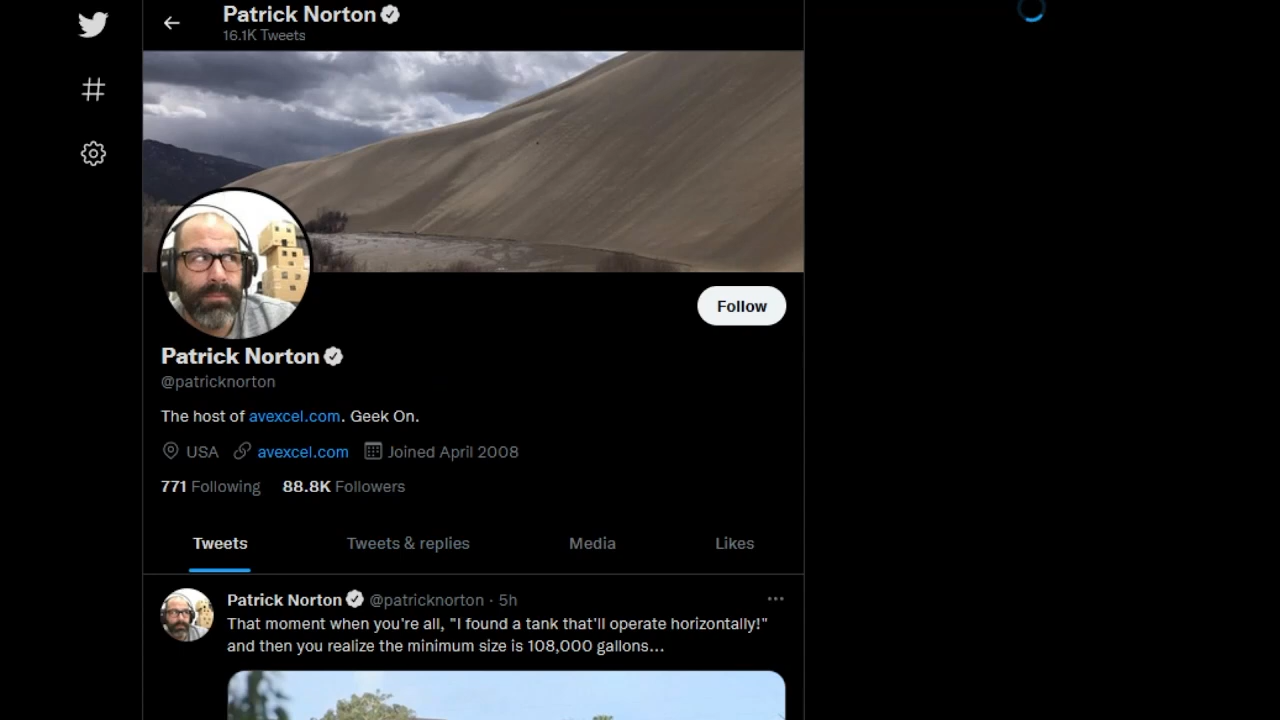 Patrick Norton
16.1K Tweets
Follow
Patrick Norton
@patricknorton
The host of avexcel.com. Geek On.
USA avexcel.com Joined April 2008
771 Following 88.8K Followers
Tweets Tweets & replies Media Likes
Patrick Norton @patricknorton · 5h
That moment when you're all, "I found a tank that'll operate horizontally!"
and then you realize the minimum size is 108,000 gallons...